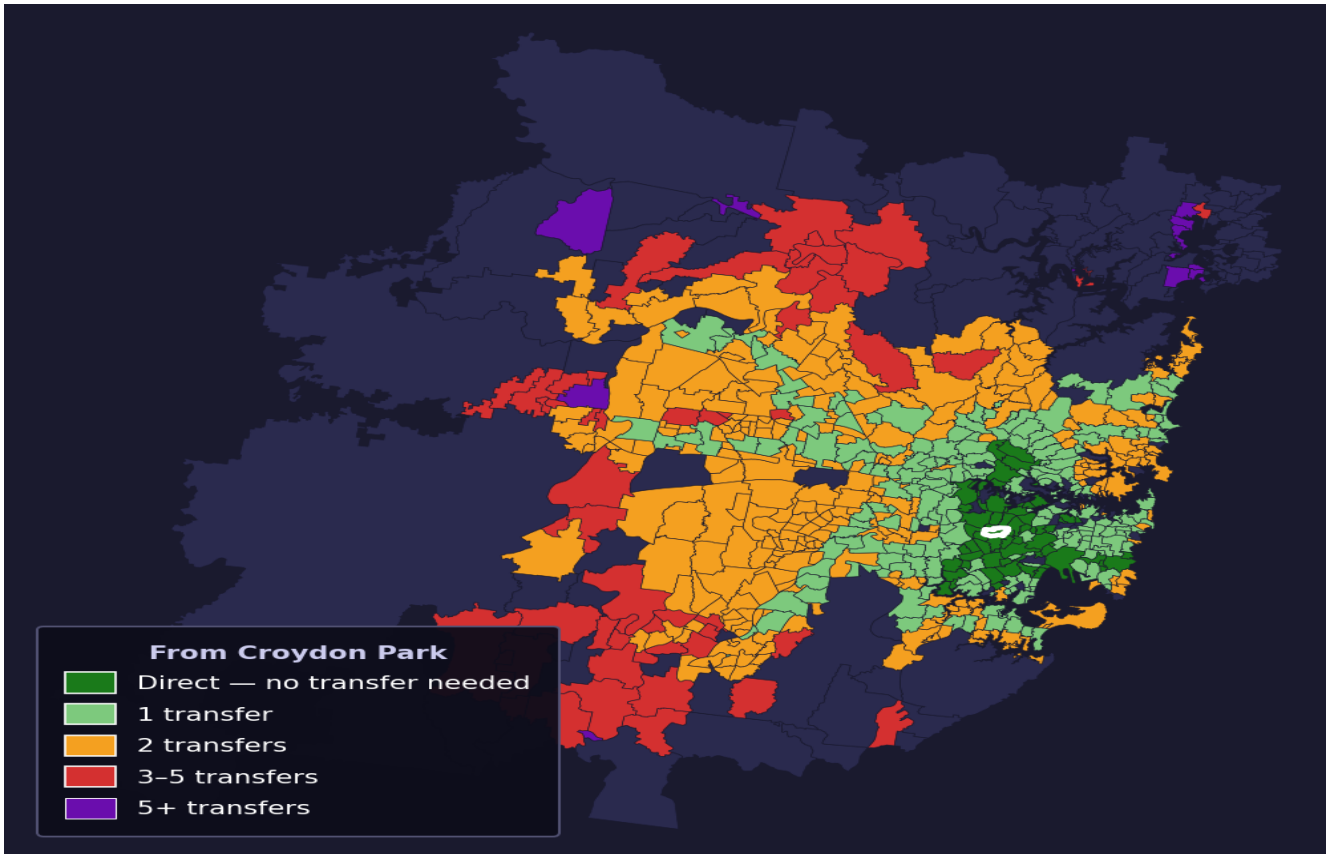 From Croydon Park
Direct — no transfer needed
1 transfer
2 transfers
3–5 transfers
5+ transfers